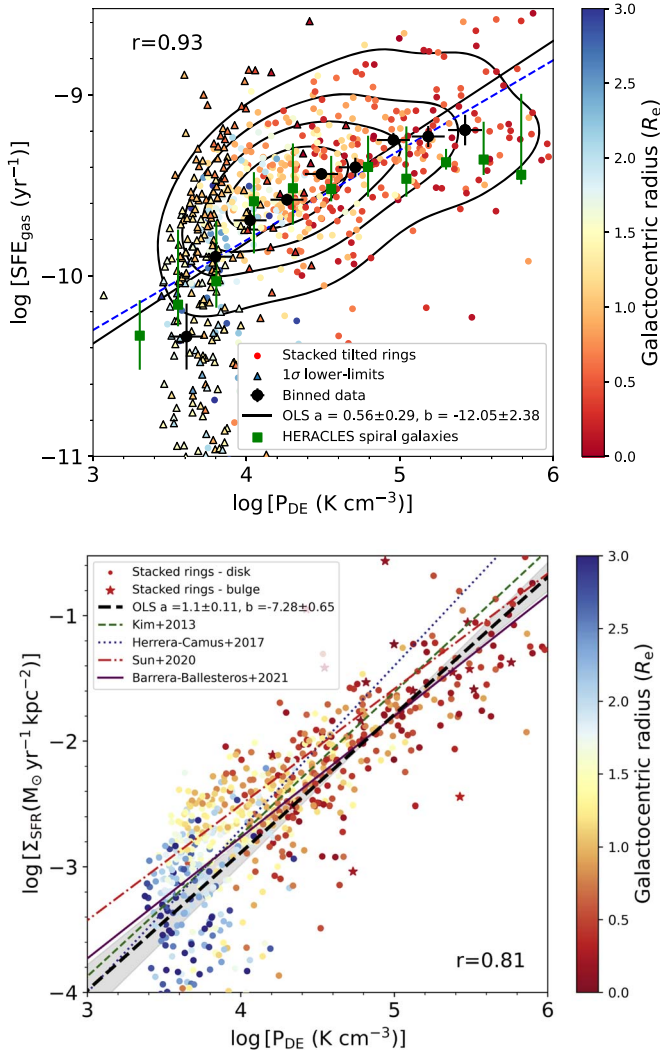 r=0.93
log [SFE_gas (yr⁻¹)]
−9
−10
−11
Stacked tilted rings
1σ lower-limits
Binned data
OLS a = 0.56±0.29, b = -12.05±2.38
HERACLES spiral galaxies
3 4 5 6
log [P_DE (K cm⁻³)]
3.0
2.5
2.0
1.5
1.0
0.5
0.0
Galactocentric radius (R_e)
log [Σ_SFR(M_⊙ yr⁻¹ kpc⁻²)]
−1
−2
−3
−4
Stacked rings - disk
Stacked rings - bulge
OLS a =1.1±0.11, b =-7.28±0.65
Kim+2013
Herrera-Camus+2017
Sun+2020
Barrera-Ballesteros+2021
r=0.81
3 4 5 6
log [P_DE (K cm⁻³)]
3.0
2.5
2.0
1.5
1.0
0.5
0.0
Galactocentric radius (R_e)